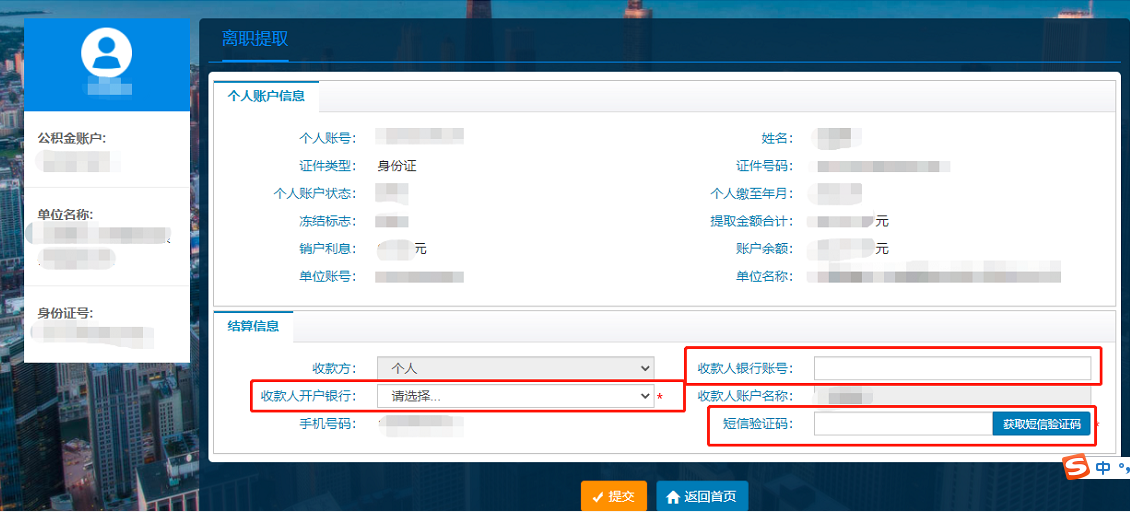 离职提取
公积金账户:
单位名称:
身份证号:
个人账户信息
个人账号: 姓名:
证件类型: 身份证 证件号码:
个人账户状态: 个人缴至年月:
冻结标志: 提取金额合计: 元
销户利息: 元 账户余额: 元
单位账号: 单位名称:
结算信息
收款方: 个人 收款人银行账号:
收款人开户银行: 请选择... * 收款人账户名称:
手机号码: 短信验证码: 获取短信验证码 *
提交 返回首页
S 中 °,